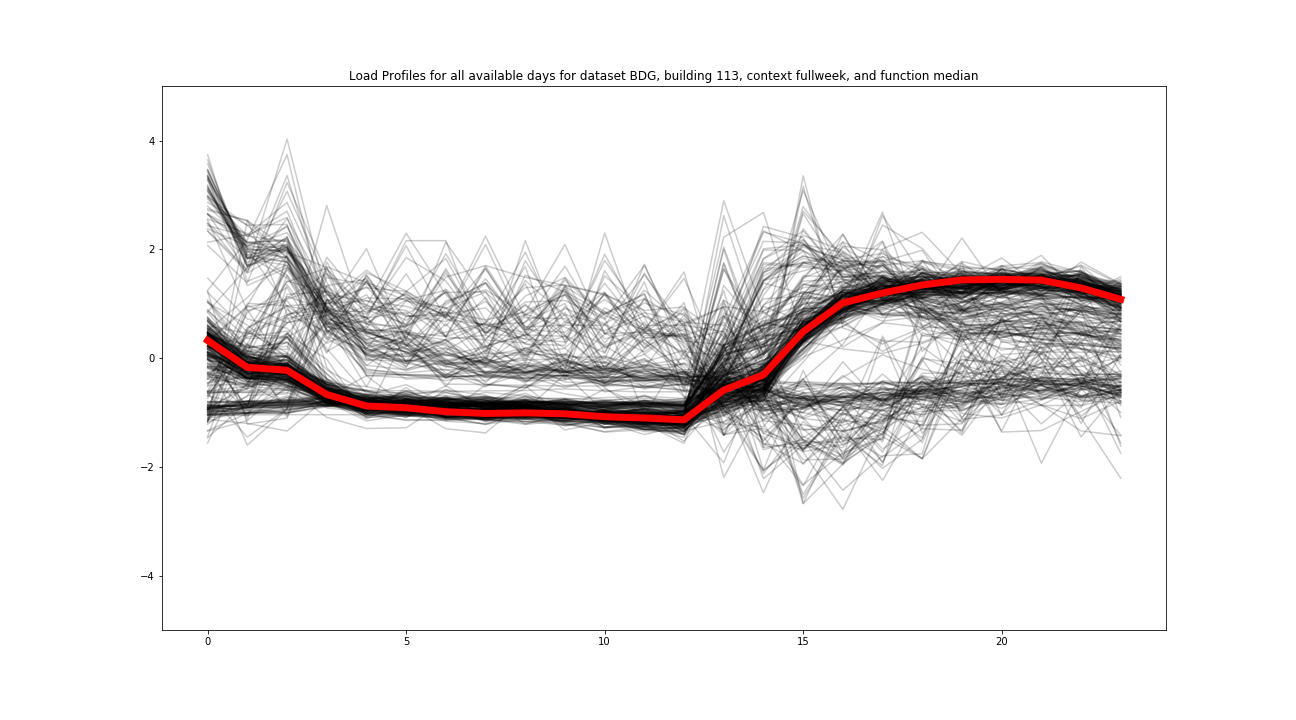 Load Profiles for all available days for dataset BDG, building 113, context fullweek, and function median
4
2
0
−2
−4
0 5 10 15 20